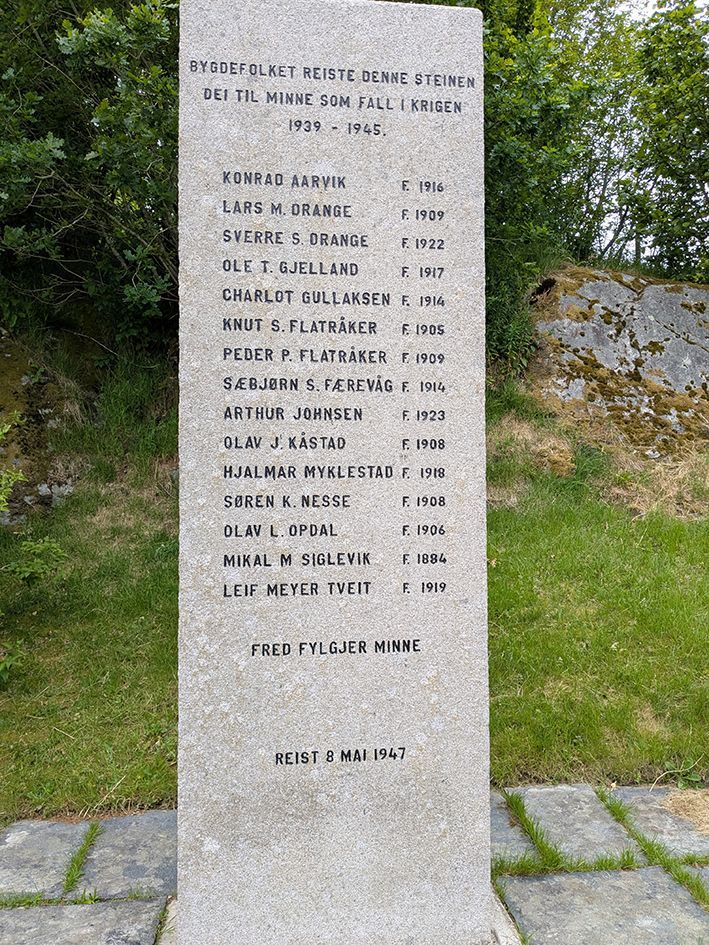 BYGDEFOLKET REISTE DENNE STEINEN
DEI TIL MINNE SOM FALL I KRIGEN
1939 - 1945.
KONRAD AARVIK F. 1916
LARS M. DRANGE F. 1909
SVERRE S. DRANGE F. 1922
OLE T. GJELLAND F. 1917
CHARLOT GULLAKSEN F. 1914
KNUT S. FLATRÅKER F. 1905
PEDER P. FLATRÅKER F. 1909
SÆBJØRN S. FÆREVÅG F. 1914
ARTHUR JOHNSEN F. 1923
OLAV J. KÅSTAD F. 1908
HJALMAR MYKLESTAD F. 1918
SØREN K. NESSE F. 1908
OLAV L. OPDAL F. 1906
MIKAL M SIGLEVIK F. 1884
LEIF MEYER TVEIT F. 1919
FRED FYLGJER MINNE
REIST 8 MAI 1947